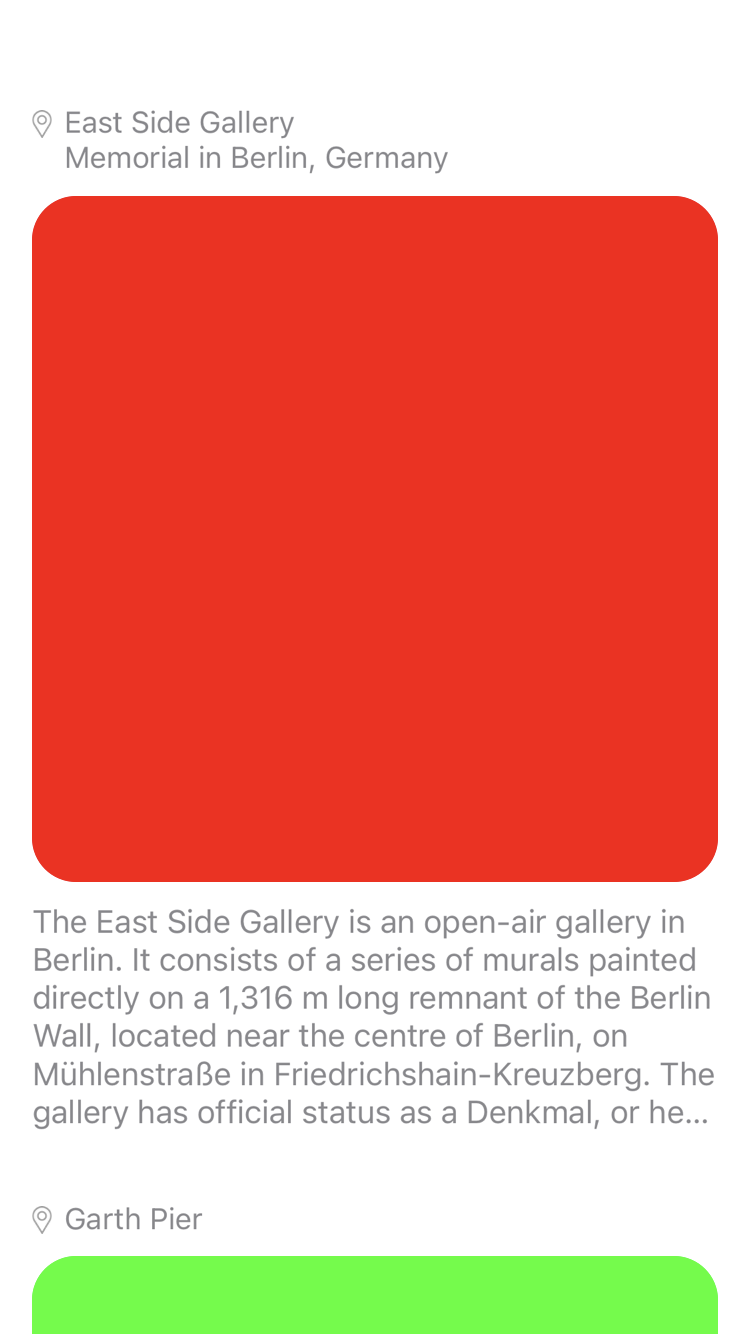 East Side Gallery
Memorial in Berlin, Germany
The East Side Gallery is an open-air gallery in
Berlin. It consists of a series of murals painted
directly on a 1,316 m long remnant of the Berlin
Wall, located near the centre of Berlin, on
Mühlenstraße in Friedrichshain-Kreuzberg. The
gallery has official status as a Denkmal, or he...
Garth Pier